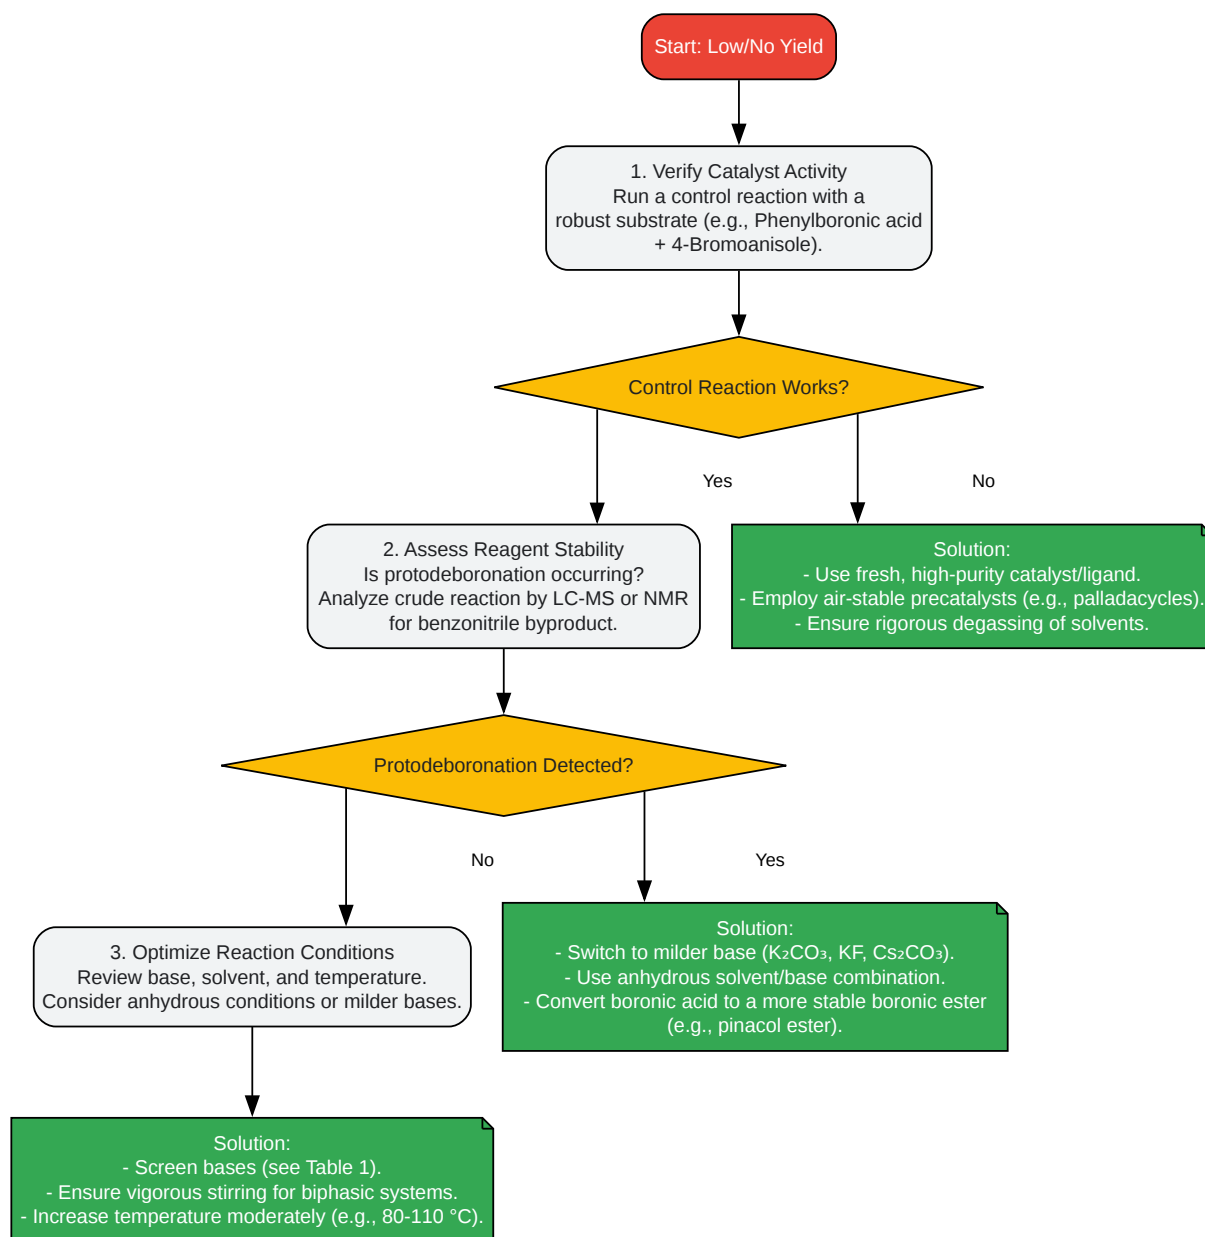 Start: Low/No Yield
1. Verify Catalyst Activity
Run a control reaction with a
robust substrate (e.g., Phenylboronic acid
+ 4-Bromoanisole).
Control Reaction Works?
Yes
No
2. Assess Reagent Stability
Is protodeboronation occurring?
Analyze crude reaction by LC-MS or NMR
for benzonitrile byproduct.
Solution:
- Use fresh, high-purity catalyst/ligand.
- Employ air-stable precatalysts (e.g., palladacycles).
- Ensure rigorous degassing of solvents.
Protodeboronation Detected?
No
Yes
3. Optimize Reaction Conditions
Review base, solvent, and temperature.
Consider anhydrous conditions or milder bases.
Solution:
- Switch to milder base (K₂CO₃, KF, Cs₂CO₃).
- Use anhydrous solvent/base combination.
- Convert boronic acid to a more stable boronic ester
(e.g., pinacol ester).
Solution:
- Screen bases (see Table 1).
- Ensure vigorous stirring for biphasic systems.
- Increase temperature moderately (e.g., 80-110 °C).